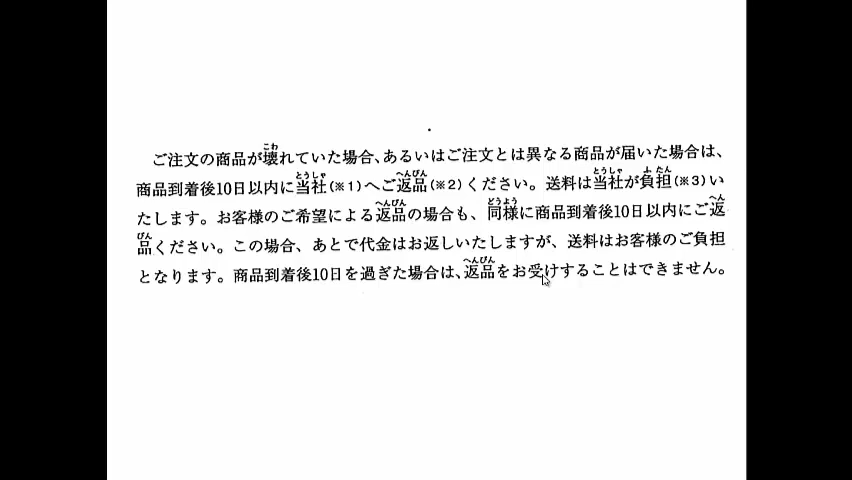 ご注文の商品が壊れていた場合、あるいはご注文とは異なる商品が届いた場合は、
商品到着後10日以内に当社(※1)へご返品(※2)ください。送料は当社が負担(※3)い
たします。お客様のご希望による返品の場合も、同様に商品到着後10日以内にご返
品ください。この場合、あとで代金はお返しいたしますが、送料はお客様のご負担
となります。商品到着後10日を過ぎた場合は、返品をお受けすることはできません。